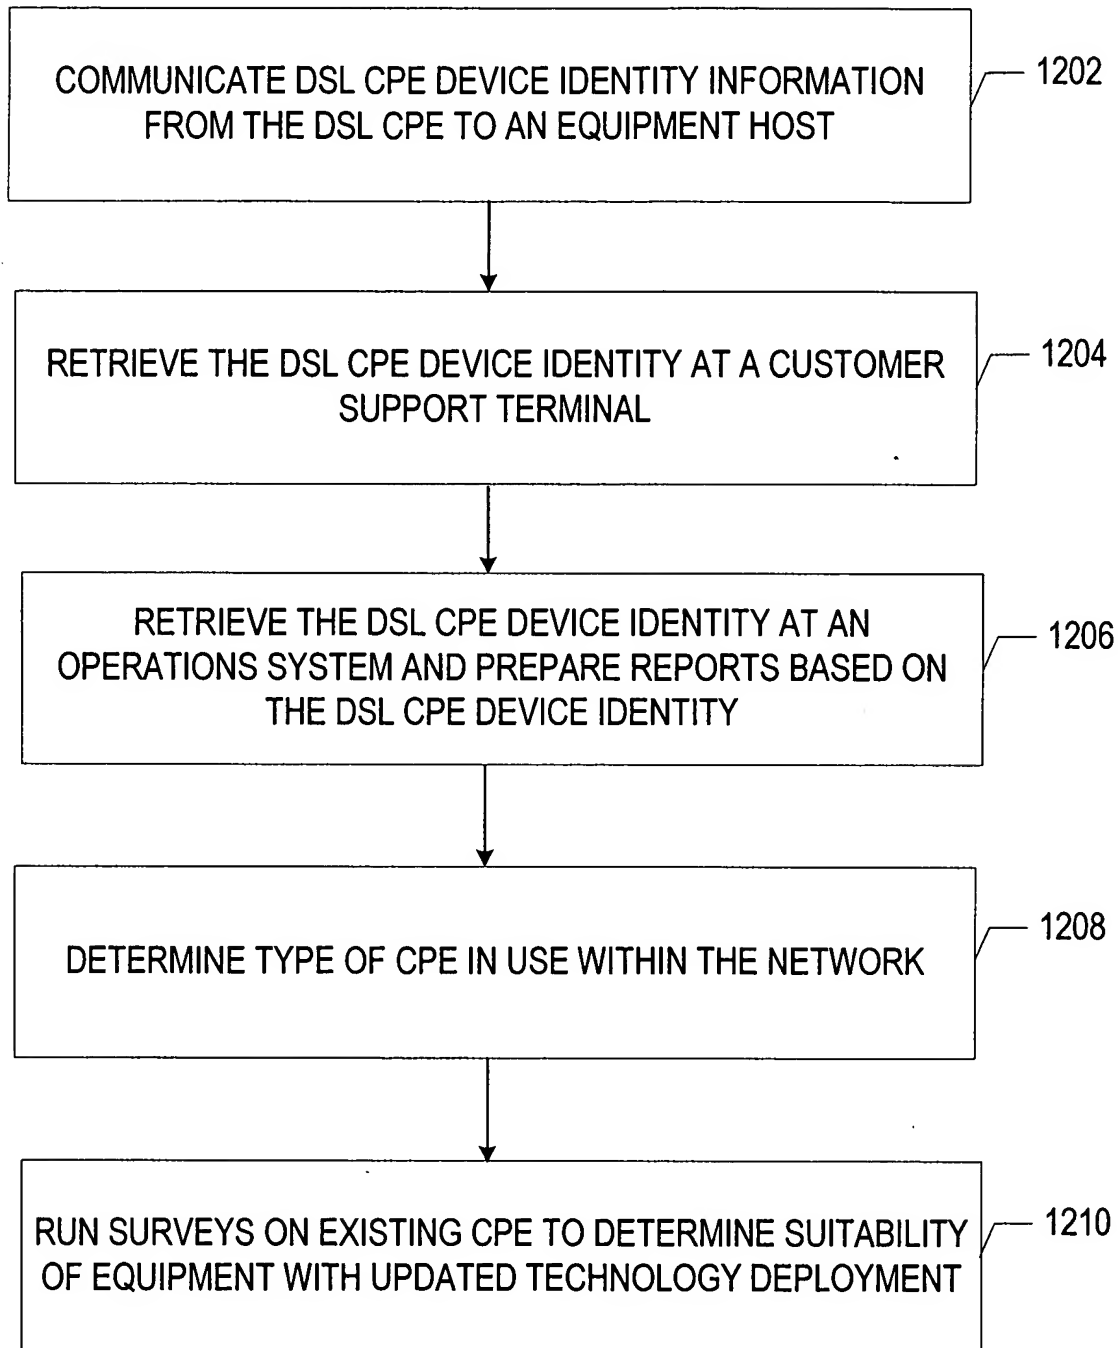 COMMUNICATE DSL CPE DEVICE IDENTITY INFORMATION
FROM THE DSL CPE TO AN EQUIPMENT HOST
1202
RETRIEVE THE DSL CPE DEVICE IDENTITY AT A CUSTOMER
SUPPORT TERMINAL
1204
RETRIEVE THE DSL CPE DEVICE IDENTITY AT AN
OPERATIONS SYSTEM AND PREPARE REPORTS BASED ON
THE DSL CPE DEVICE IDENTITY
1206
DETERMINE TYPE OF CPE IN USE WITHIN THE NETWORK
1208
RUN SURVEYS ON EXISTING CPE TO DETERMINE SUITABILITY
OF EQUIPMENT WITH UPDATED TECHNOLOGY DEPLOYMENT
1210